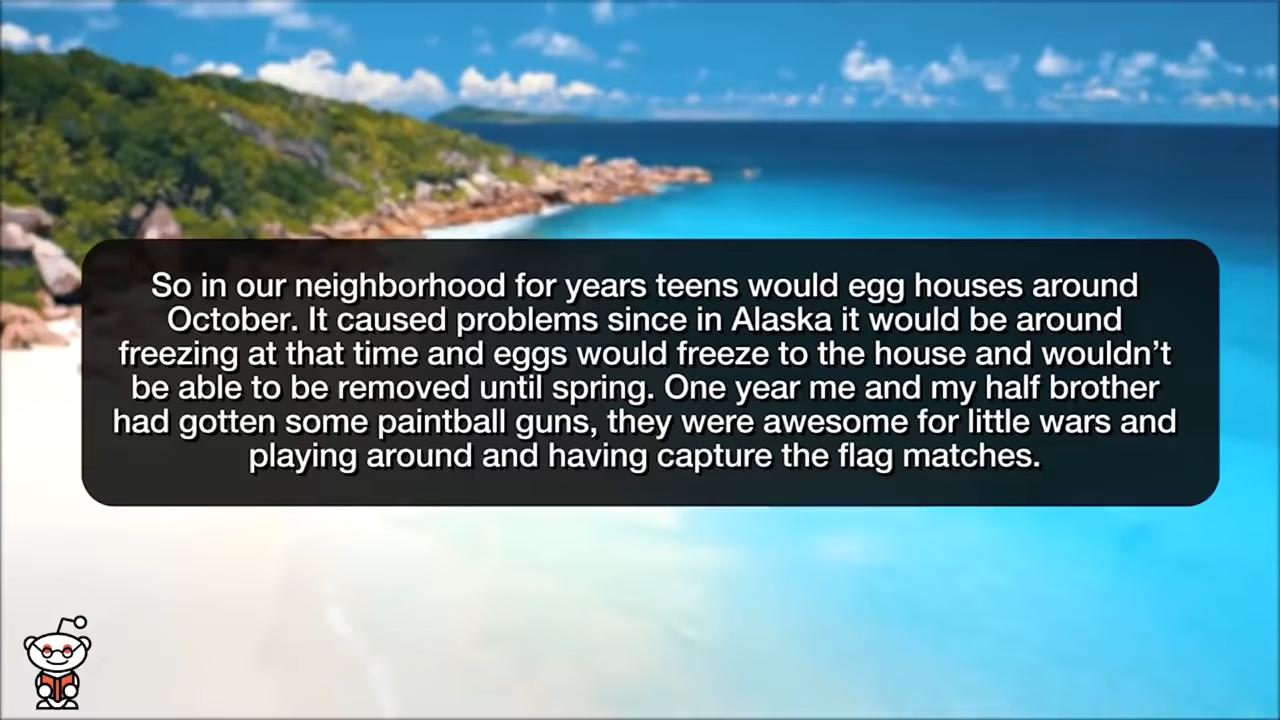 So in our neighborhood for years teens would egg houses around
October. It caused problems since in Alaska it would be around
freezing at that time and eggs would freeze to the house and wouldn't
be able to be removed until spring. One year me and my half brother
had gotten some paintball guns, they were awesome for little wars and
playing around and having capture the flag matches.